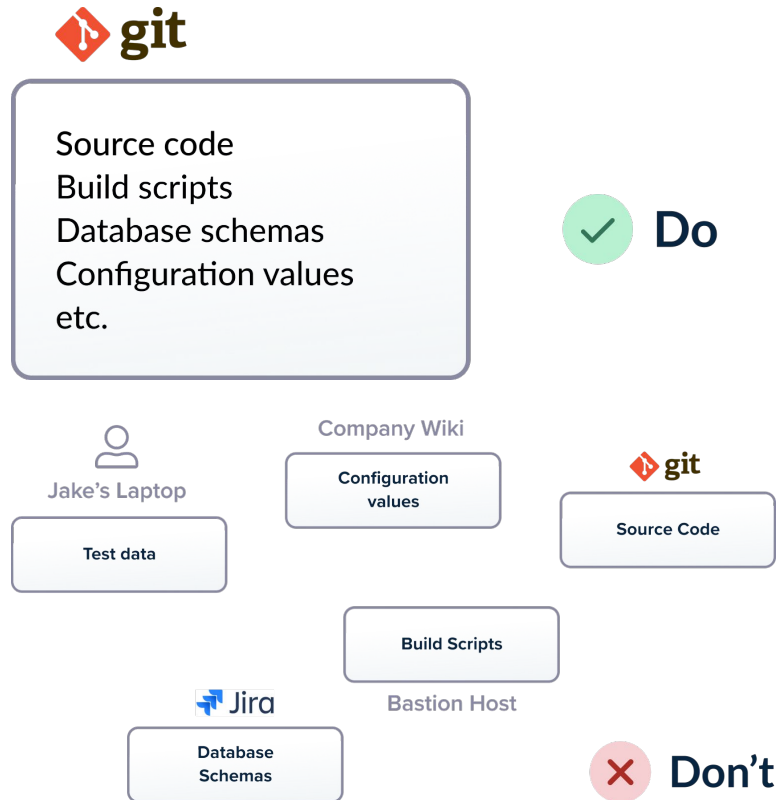 git
Source code
Build scripts
Database schemas
Configuration values
etc.
Do
Company Wiki
Configuration
values
Jake's Laptop
Test data
git
Source Code
Build Scripts
Bastion Host
Jira
Database
Schemas
Don't